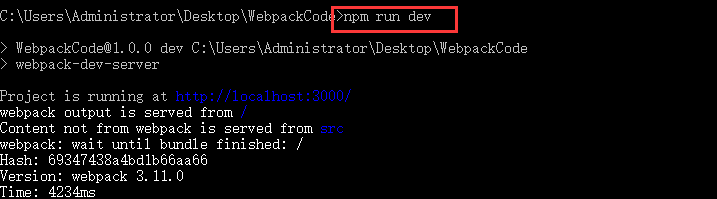 C:\Users\Administrator\Desktop\WebpackCode>npm run dev
> WebpackCode@1.0.0 dev C:\Users\Administrator\Desktop\WebpackCode
> webpack-dev-server
Project is running at http://localhost:3000/
webpack output is served from /
Content not from webpack is served from src
webpack: wait until bundle finished: /
Hash: 69347438a4bd1b66aa66
Version: webpack 3.11.0
Time: 4234ms